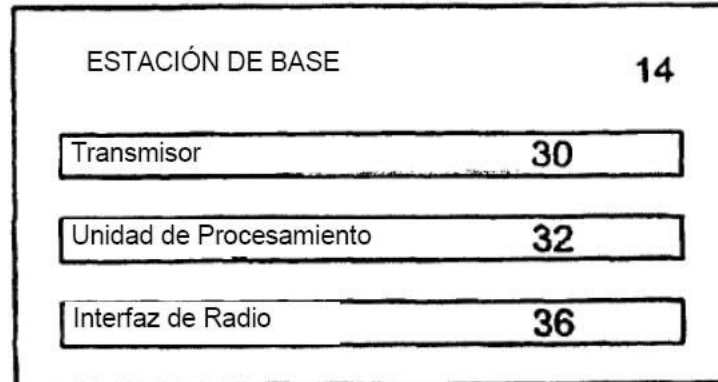 ESTACIÓN DE BASE 14
Transmisor 30
Unidad de Procesamiento 32
Interfaz de Radio 36